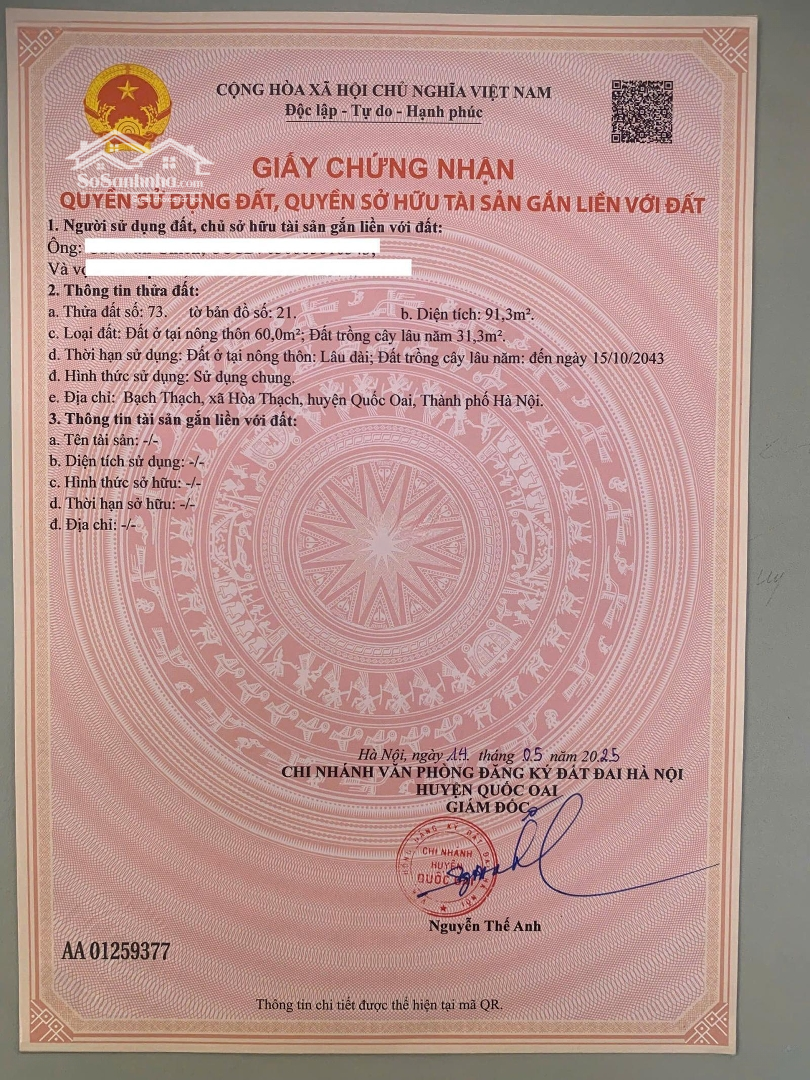 CỘNG HÒA XÃ HỘI CHỦ NGHĨA VIỆT NAM
Độc lập - Tự do - Hạnh phúc
SoSanhnha.com
GIẤY CHỨNG NHẬN
QUYỀN SỬ DỤNG ĐẤT, QUYỀN SỞ HỮU TÀI SẢN GẮN LIỀN VỚI ĐẤT
1. Người sử dụng đất, chủ sở hữu tài sản gắn liền với đất:
Ông:
Và vợ
2. Thông tin thửa đất:
a. Thửa đất số: 73. tờ bản đồ số: 21. b. Diện tích: 91,3m².
c. Loại đất: Đất ở tại nông thôn 60,0m²; Đất trồng cây lâu năm 31,3m².
d. Thời hạn sử dụng: Đất ở tại nông thôn: Lâu dài; Đất trồng cây lâu năm: đến ngày 15/10/2043
đ. Hình thức sử dụng: Sử dụng chung.
e. Địa chỉ: Bạch Thạch, xã Hòa Thạch, huyện Quốc Oai, Thành phố Hà Nội.
3. Thông tin tài sản gắn liền với đất:
a. Tên tài sản: -/-
b. Diện tích sử dụng: -/-
c. Hình thức sở hữu: -/-
d. Thời hạn sở hữu: -/-
đ. Địa chỉ: -/-
Hà Nội, ngày 14 tháng 05 năm 2025
CHI NHÁNH VĂN PHÒNG ĐĂNG KÝ ĐẤT ĐAI HÀ NỘI
HUYỆN QUỐC OAI
GIÁM ĐỐC
VĂN PHÒNG ĐĂNG KÝ ĐẤT ĐAI HÀ NỘI
CHI NHÁNH
HUYỆN
QUỐC OAI
Nguyễn Thế Anh
AA 01259377
Thông tin chi tiết được thể hiện tại mã QR.